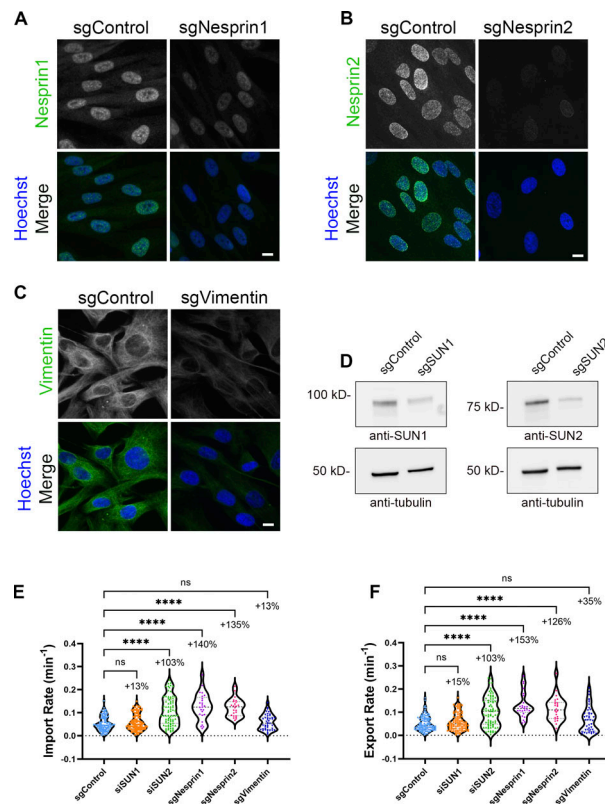 A
sgControl sgNesprin1
Nesprin1
Hoechst
Merge
B
sgControl sgNesprin2
Nesprin2
Hoechst
Merge
C
sgControl sgVimentin
Vimentin
Hoechst
Merge
D
sgControl sgSUN1
100 kD-
anti-SUN1
50 kD-
anti-tubulin
sgControl sgSUN2
75 kD-
anti-SUN2
50 kD-
anti-tubulin
E
ns
**** +13%
**** +135%
**** +140%
ns +103%
+13%
Import Rate (min-1)
0.4
0.3
0.2
0.1
0.0
-0.1
sgControl siSUN1 siSUN2 sgNesprin1 sgNesprin2 sgVimentin
F
ns
**** +35%
**** +126%
**** +153%
ns +103%
+15%
Export Rate (min-1)
0.4
0.3
0.2
0.1
0.0
-0.1
sgControl siSUN1 siSUN2 sgNesprin1 sgNesprin2 sgVimentin